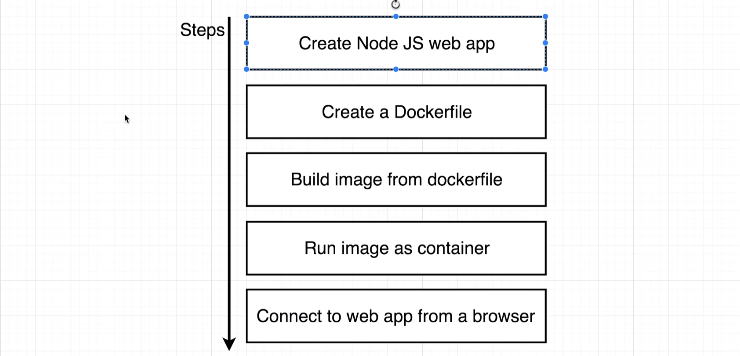 Steps
Create Node JS web app
Create a Dockerfile
Build image from dockerfile
Run image as container
Connect to web app from a browser